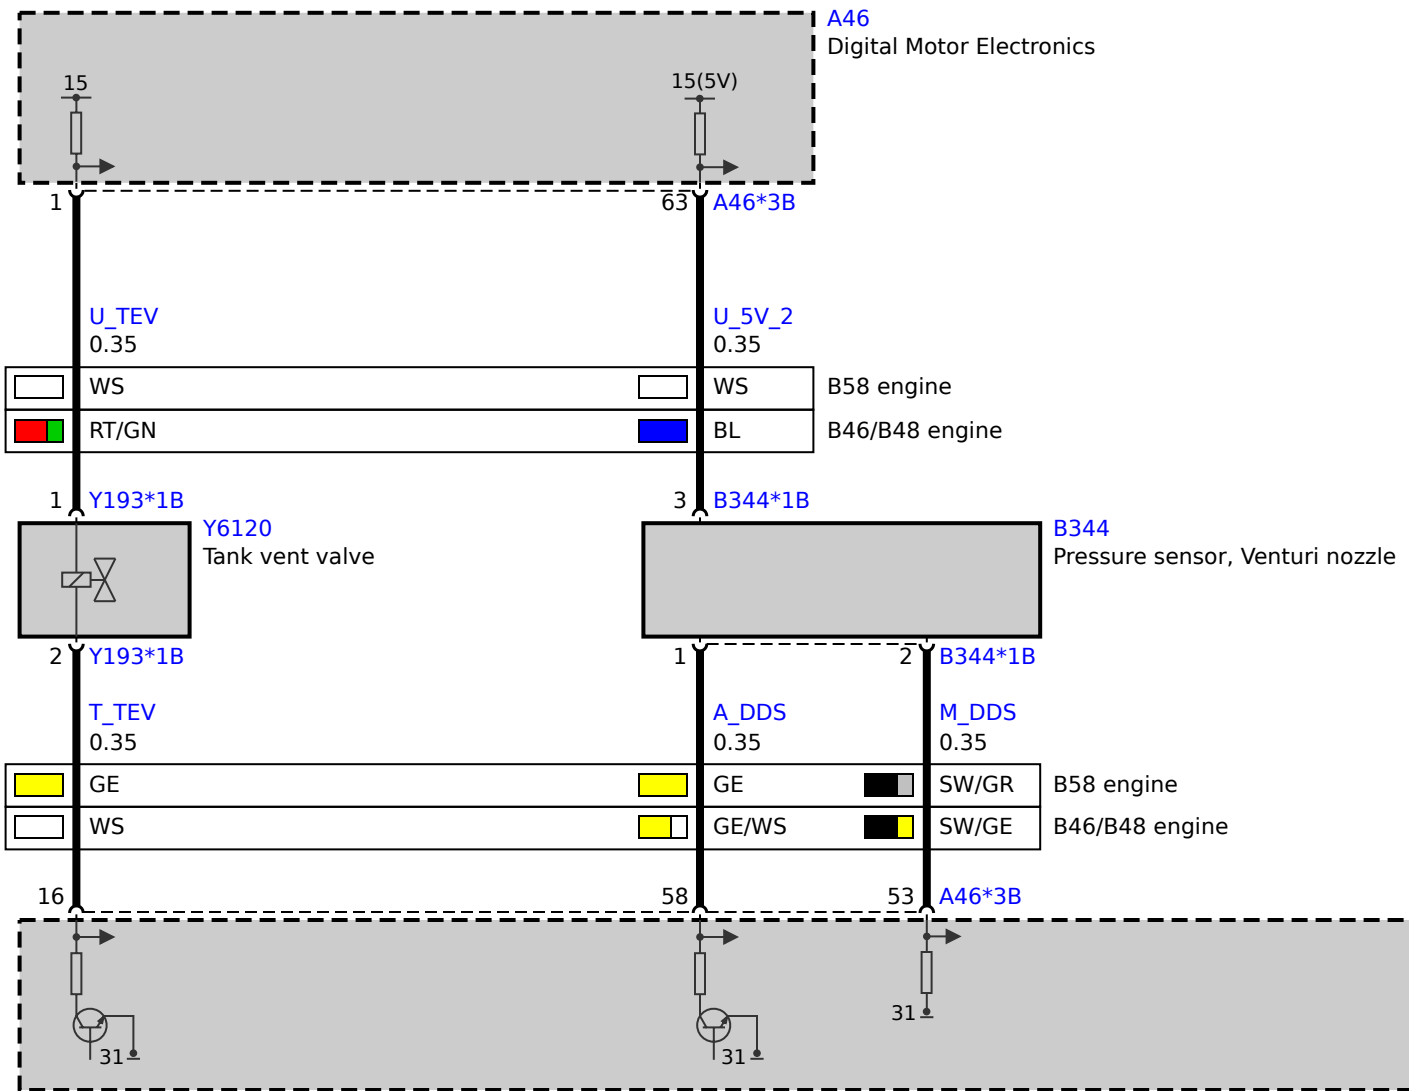 A46
Digital Motor Electronics
15
15(5V)
1
63
A46*3B
U_TEV
0.35
U_5V_2
0.35
WS
WS
B58 engine
RT/GN
BL
B46/B48 engine
1
Y193*1B
3
B344*1B
Y6120
Tank vent valve
B344
Pressure sensor, Venturi nozzle
2
Y193*1B
1
2
B344*1B
T_TEV
0.35
A_DDS
0.35
M_DDS
0.35
GE
GE
SW/GR
B58 engine
WS
GE/WS
SW/GE
B46/B48 engine
16
58
53
A46*3B
31
31
31